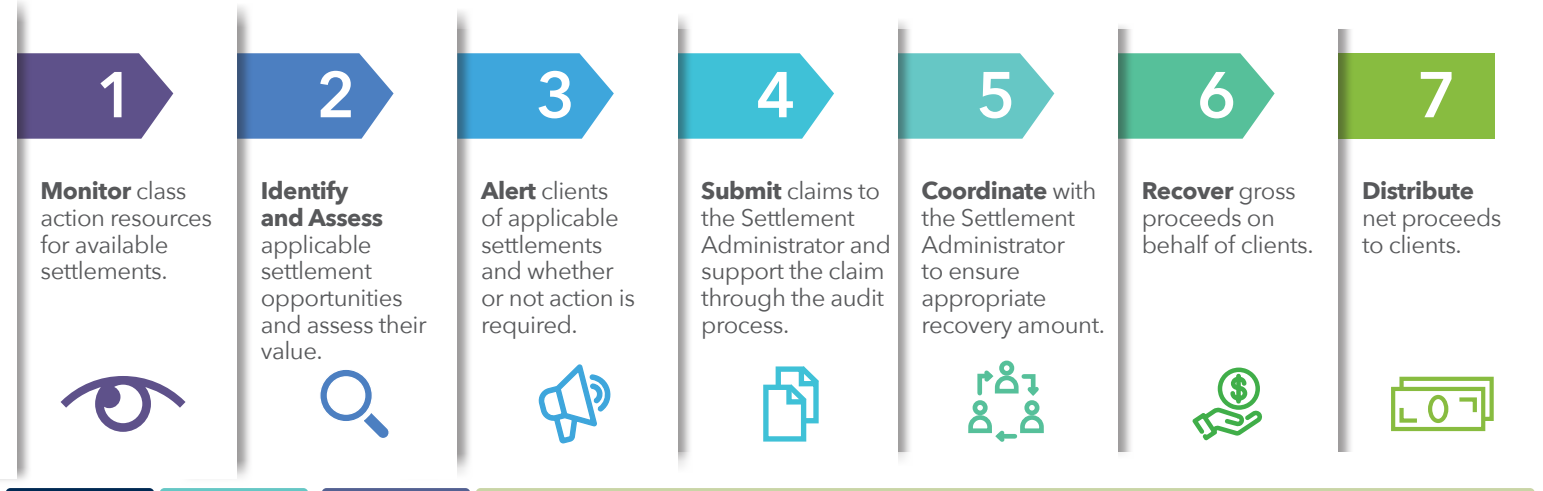 1
Monitor class
action resources
for available
settlements.
2
Identify
and Assess
applicable
settlement
opportunities
and assess their
value.
3
Alert clients
of applicable
settlements
and whether
or not action is
required.
4
Submit claims to
the Settlement
Administrator and
support the claim
through the audit
process.
5
Coordinate with
the Settlement
Administrator
to ensure
appropriate
recovery amount.
6
Recover gross
proceeds on
behalf of clients.
7
Distribute
net proceeds
to clients.